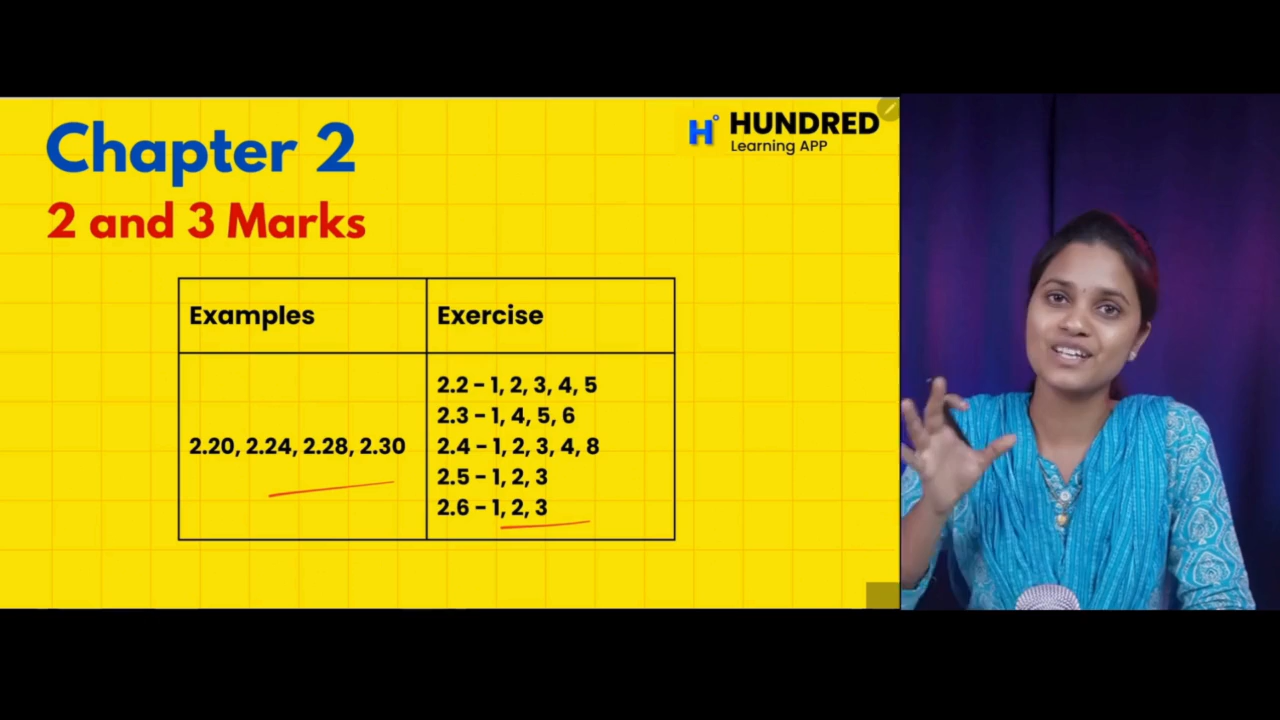 Chapter 2
2 and 3 Marks
HUNDRED
Learning APP
Examples
Exercise
2.20, 2.24, 2.28, 2.30
2.2 - 1, 2, 3, 4, 5
2.3 - 1, 4, 5, 6
2.4 - 1, 2, 3, 4, 8
2.5 - 1, 2, 3
2.6 - 1, 2, 3